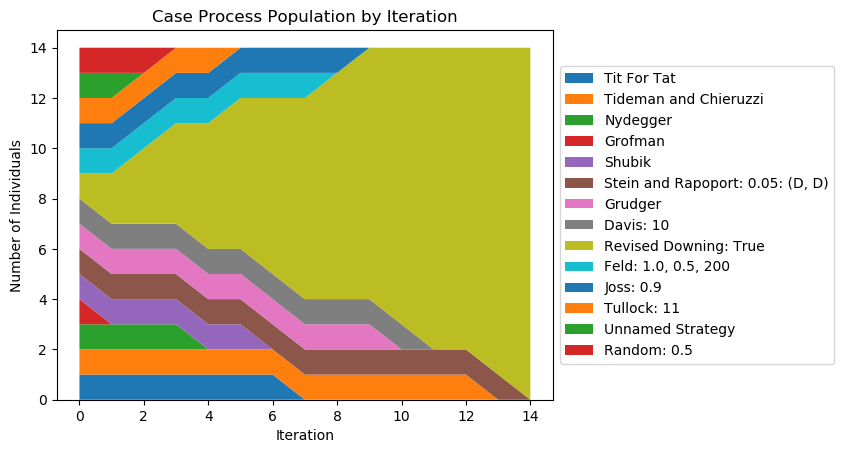 Case Process Population by Iteration
Number of Individuals
14
12
10
8
6
4
2
0
0 2 4 6 8 10 12 14
Iteration
Tit For Tat
Tideman and Chieruzzi
Nydegger
Grofman
Shubik
Stein and Rapoport: 0.05: (D, D)
Grudger
Davis: 10
Revised Downing: True
Feld: 1.0, 0.5, 200
Joss: 0.9
Tullock: 11
Unnamed Strategy
Random: 0.5